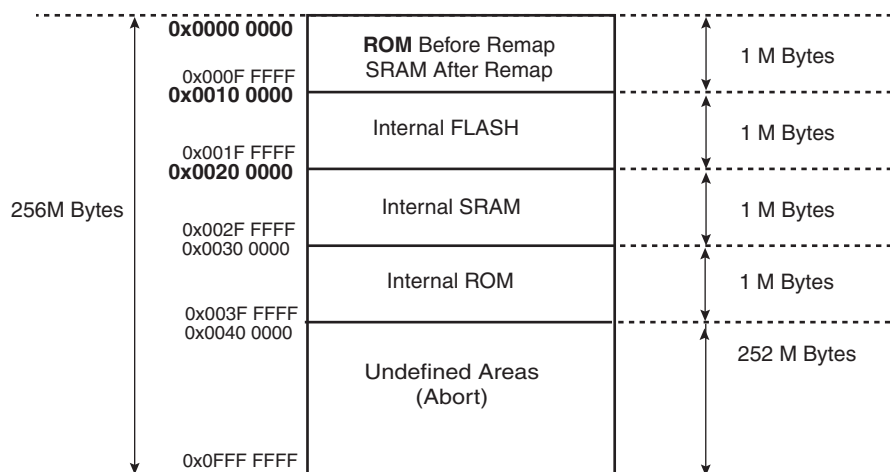 0x0000 0000
ROM Before Remap
SRAM After Remap
1 M Bytes
0x000F FFFF
0x0010 0000
Internal FLASH
1 M Bytes
0x001F FFFF
0x0020 0000
256M Bytes
Internal SRAM
1 M Bytes
0x002F FFFF
0x0030 0000
Internal ROM
1 M Bytes
0x003F FFFF
0x0040 0000
252 M Bytes
Undefined Areas
(Abort)
0x0FFF FFFF